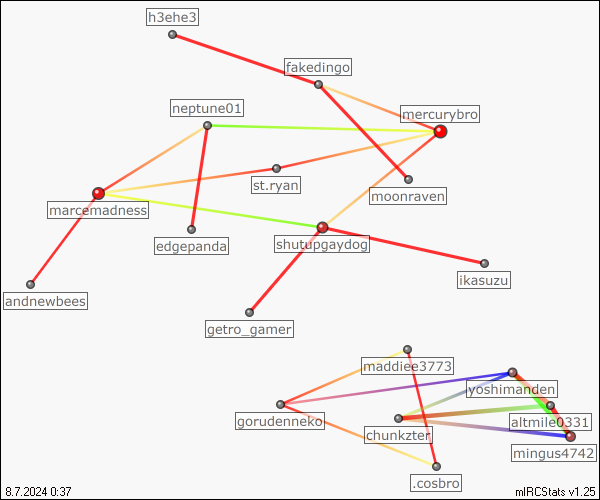 h3ehe3
fakedingo
neptune01
mercurybro
st.ryan
moonraven
marcemadness
edgepanda
shutupgaydog
ikasuzu
andnewbees
getro_gamer
maddiee3773
yoshimanden
gorudenneko
altmile0331
chunkzter
mingus4742
.cosbro
8.7.2024 0:37
mIRCStats v1.25